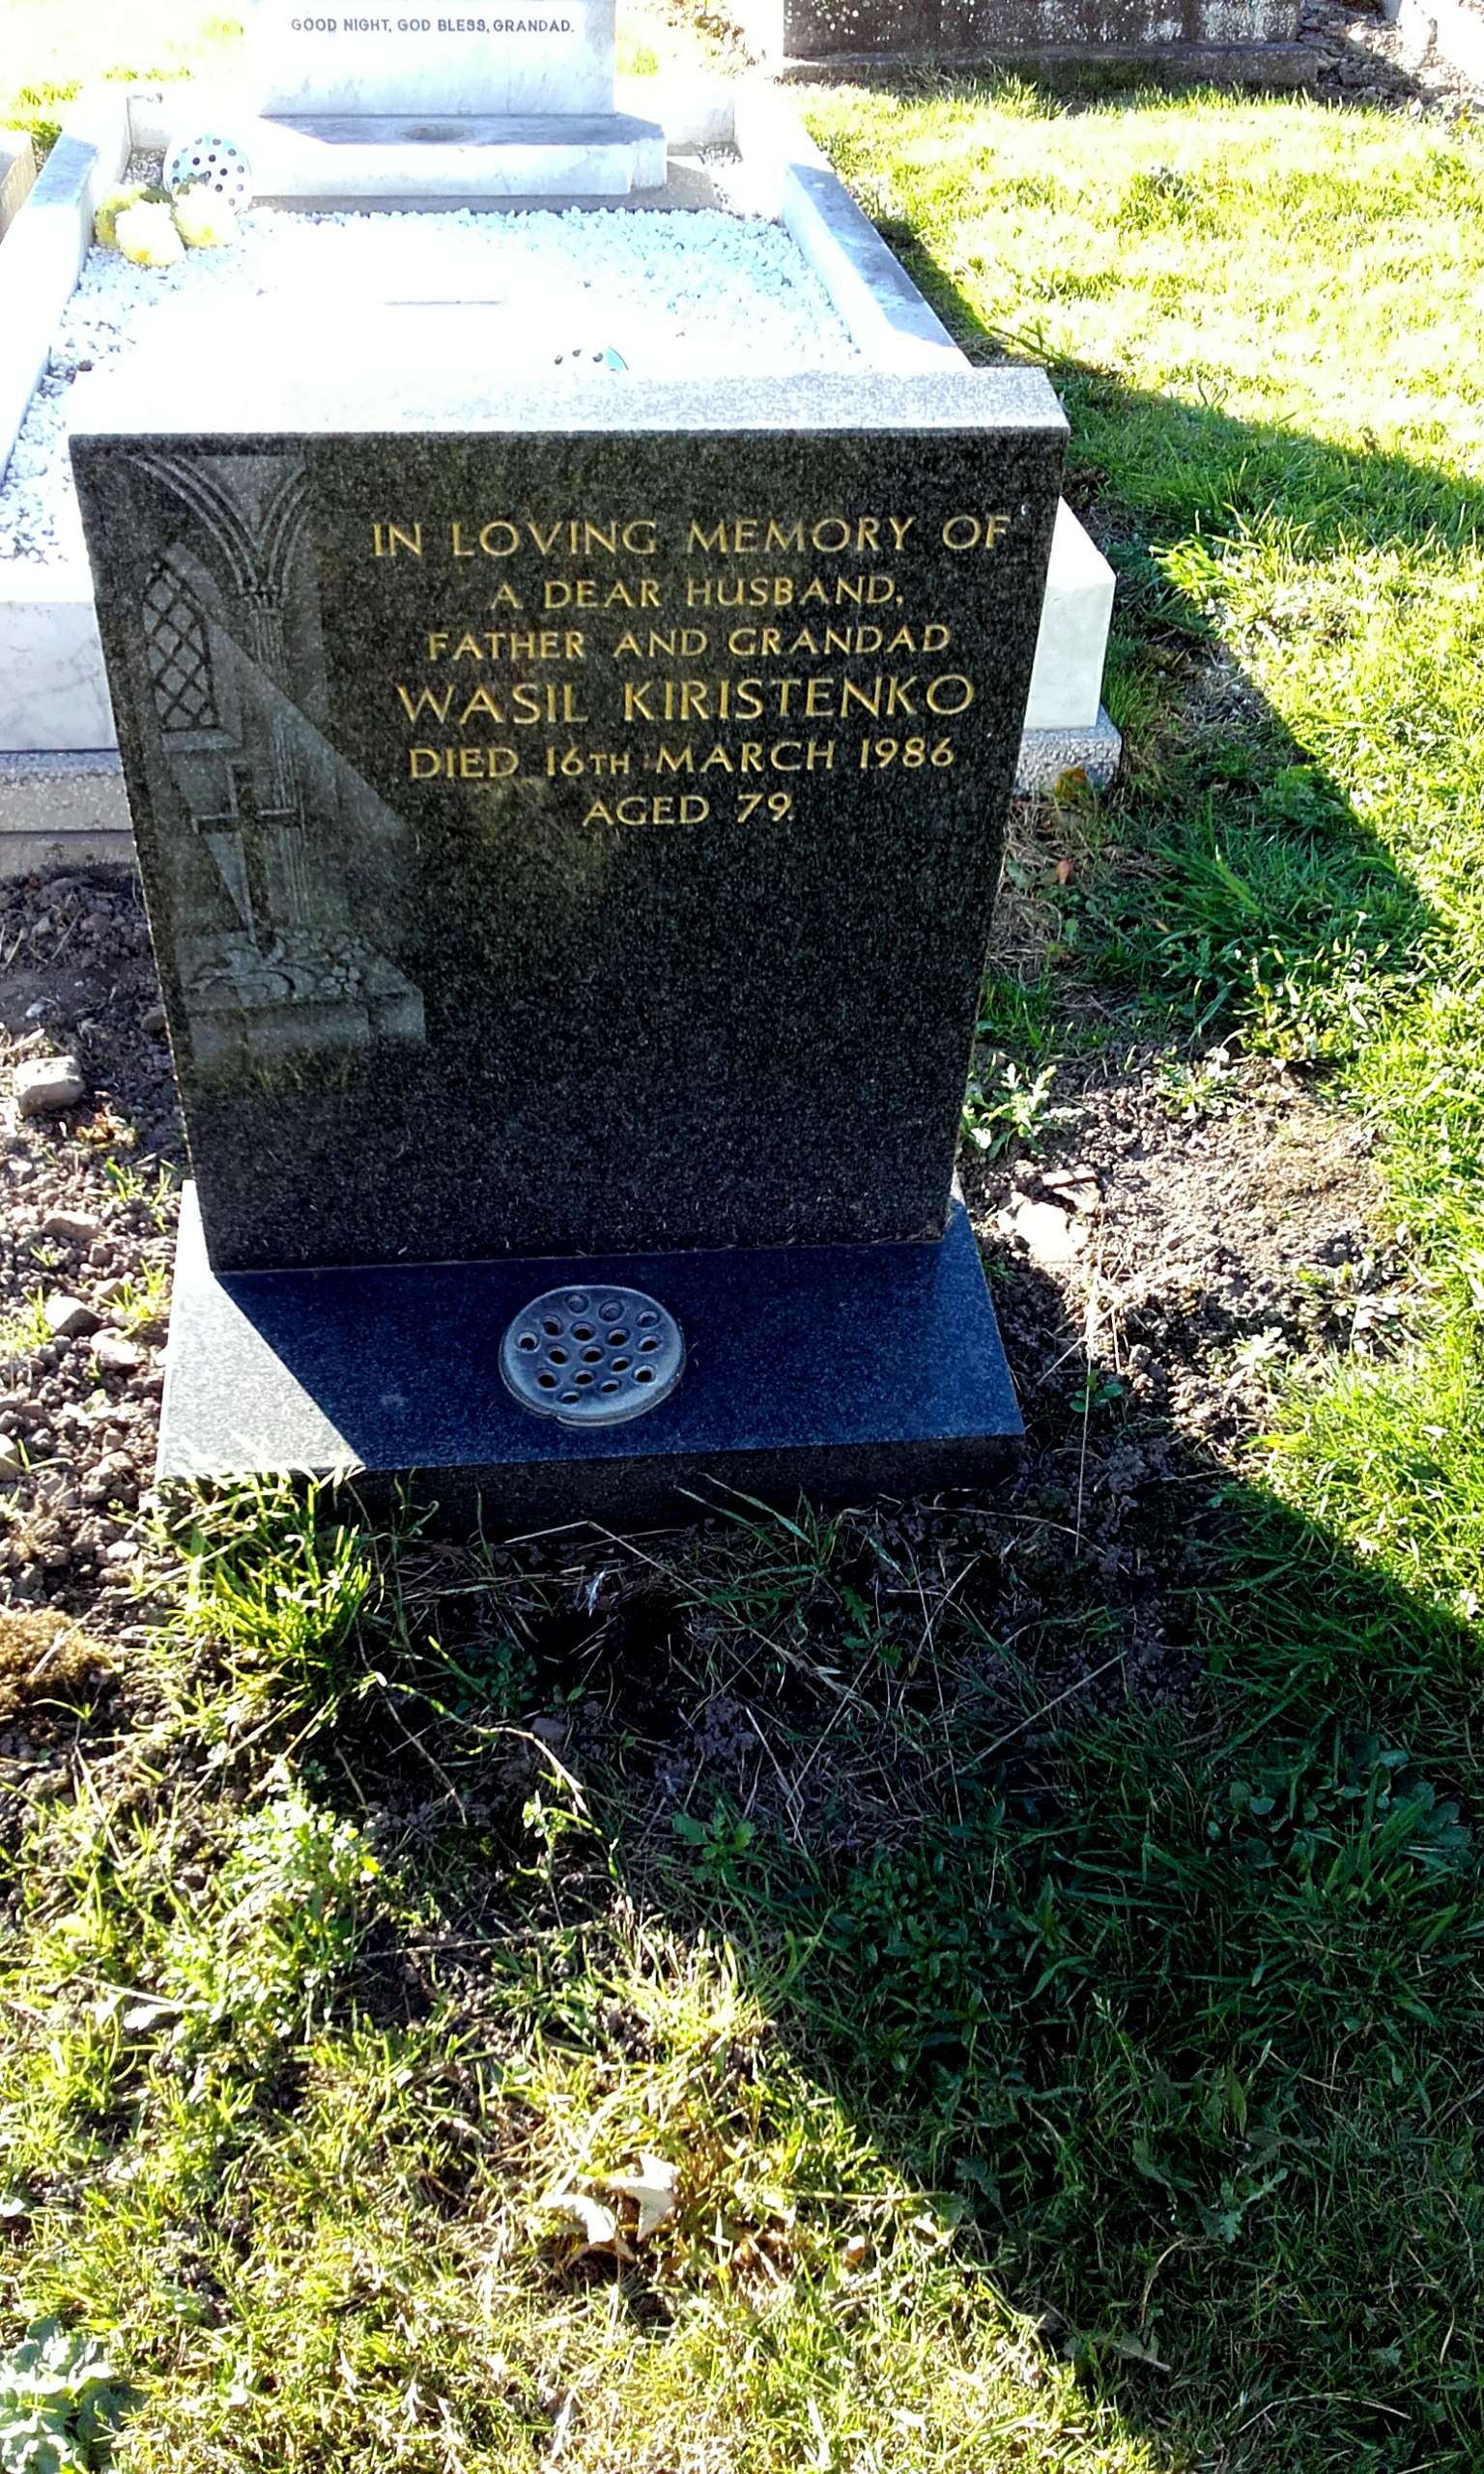 GOOD NIGHT, GOD BLESS, GRANDAD.
IN LOVING MEMORY OF
A DEAR HUSBAND,
FATHER AND GRANDAD
WASIL KIRISTENKO
DIED 16TH MARCH 1986
AGED 79.